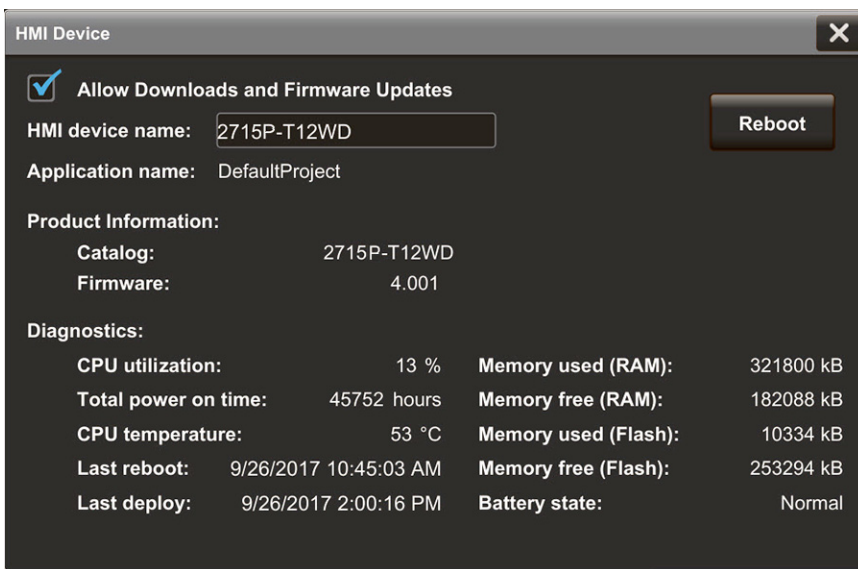 HMI Device
Allow Downloads and Firmware Updates
HMI device name: 2715P-T12WD
Reboot
Application name: DefaultProject
Product Information:
Catalog: 2715P-T12WD
Firmware: 4.001
Diagnostics:
CPU utilization: 13 % Memory used (RAM): 321800 kB
Total power on time: 45752 hours Memory free (RAM): 182088 kB
CPU temperature: 53 °C Memory used (Flash): 10334 kB
Last reboot: 9/26/2017 10:45:03 AM Memory free (Flash): 253294 kB
Last deploy: 9/26/2017 2:00:16 PM Battery state: Normal